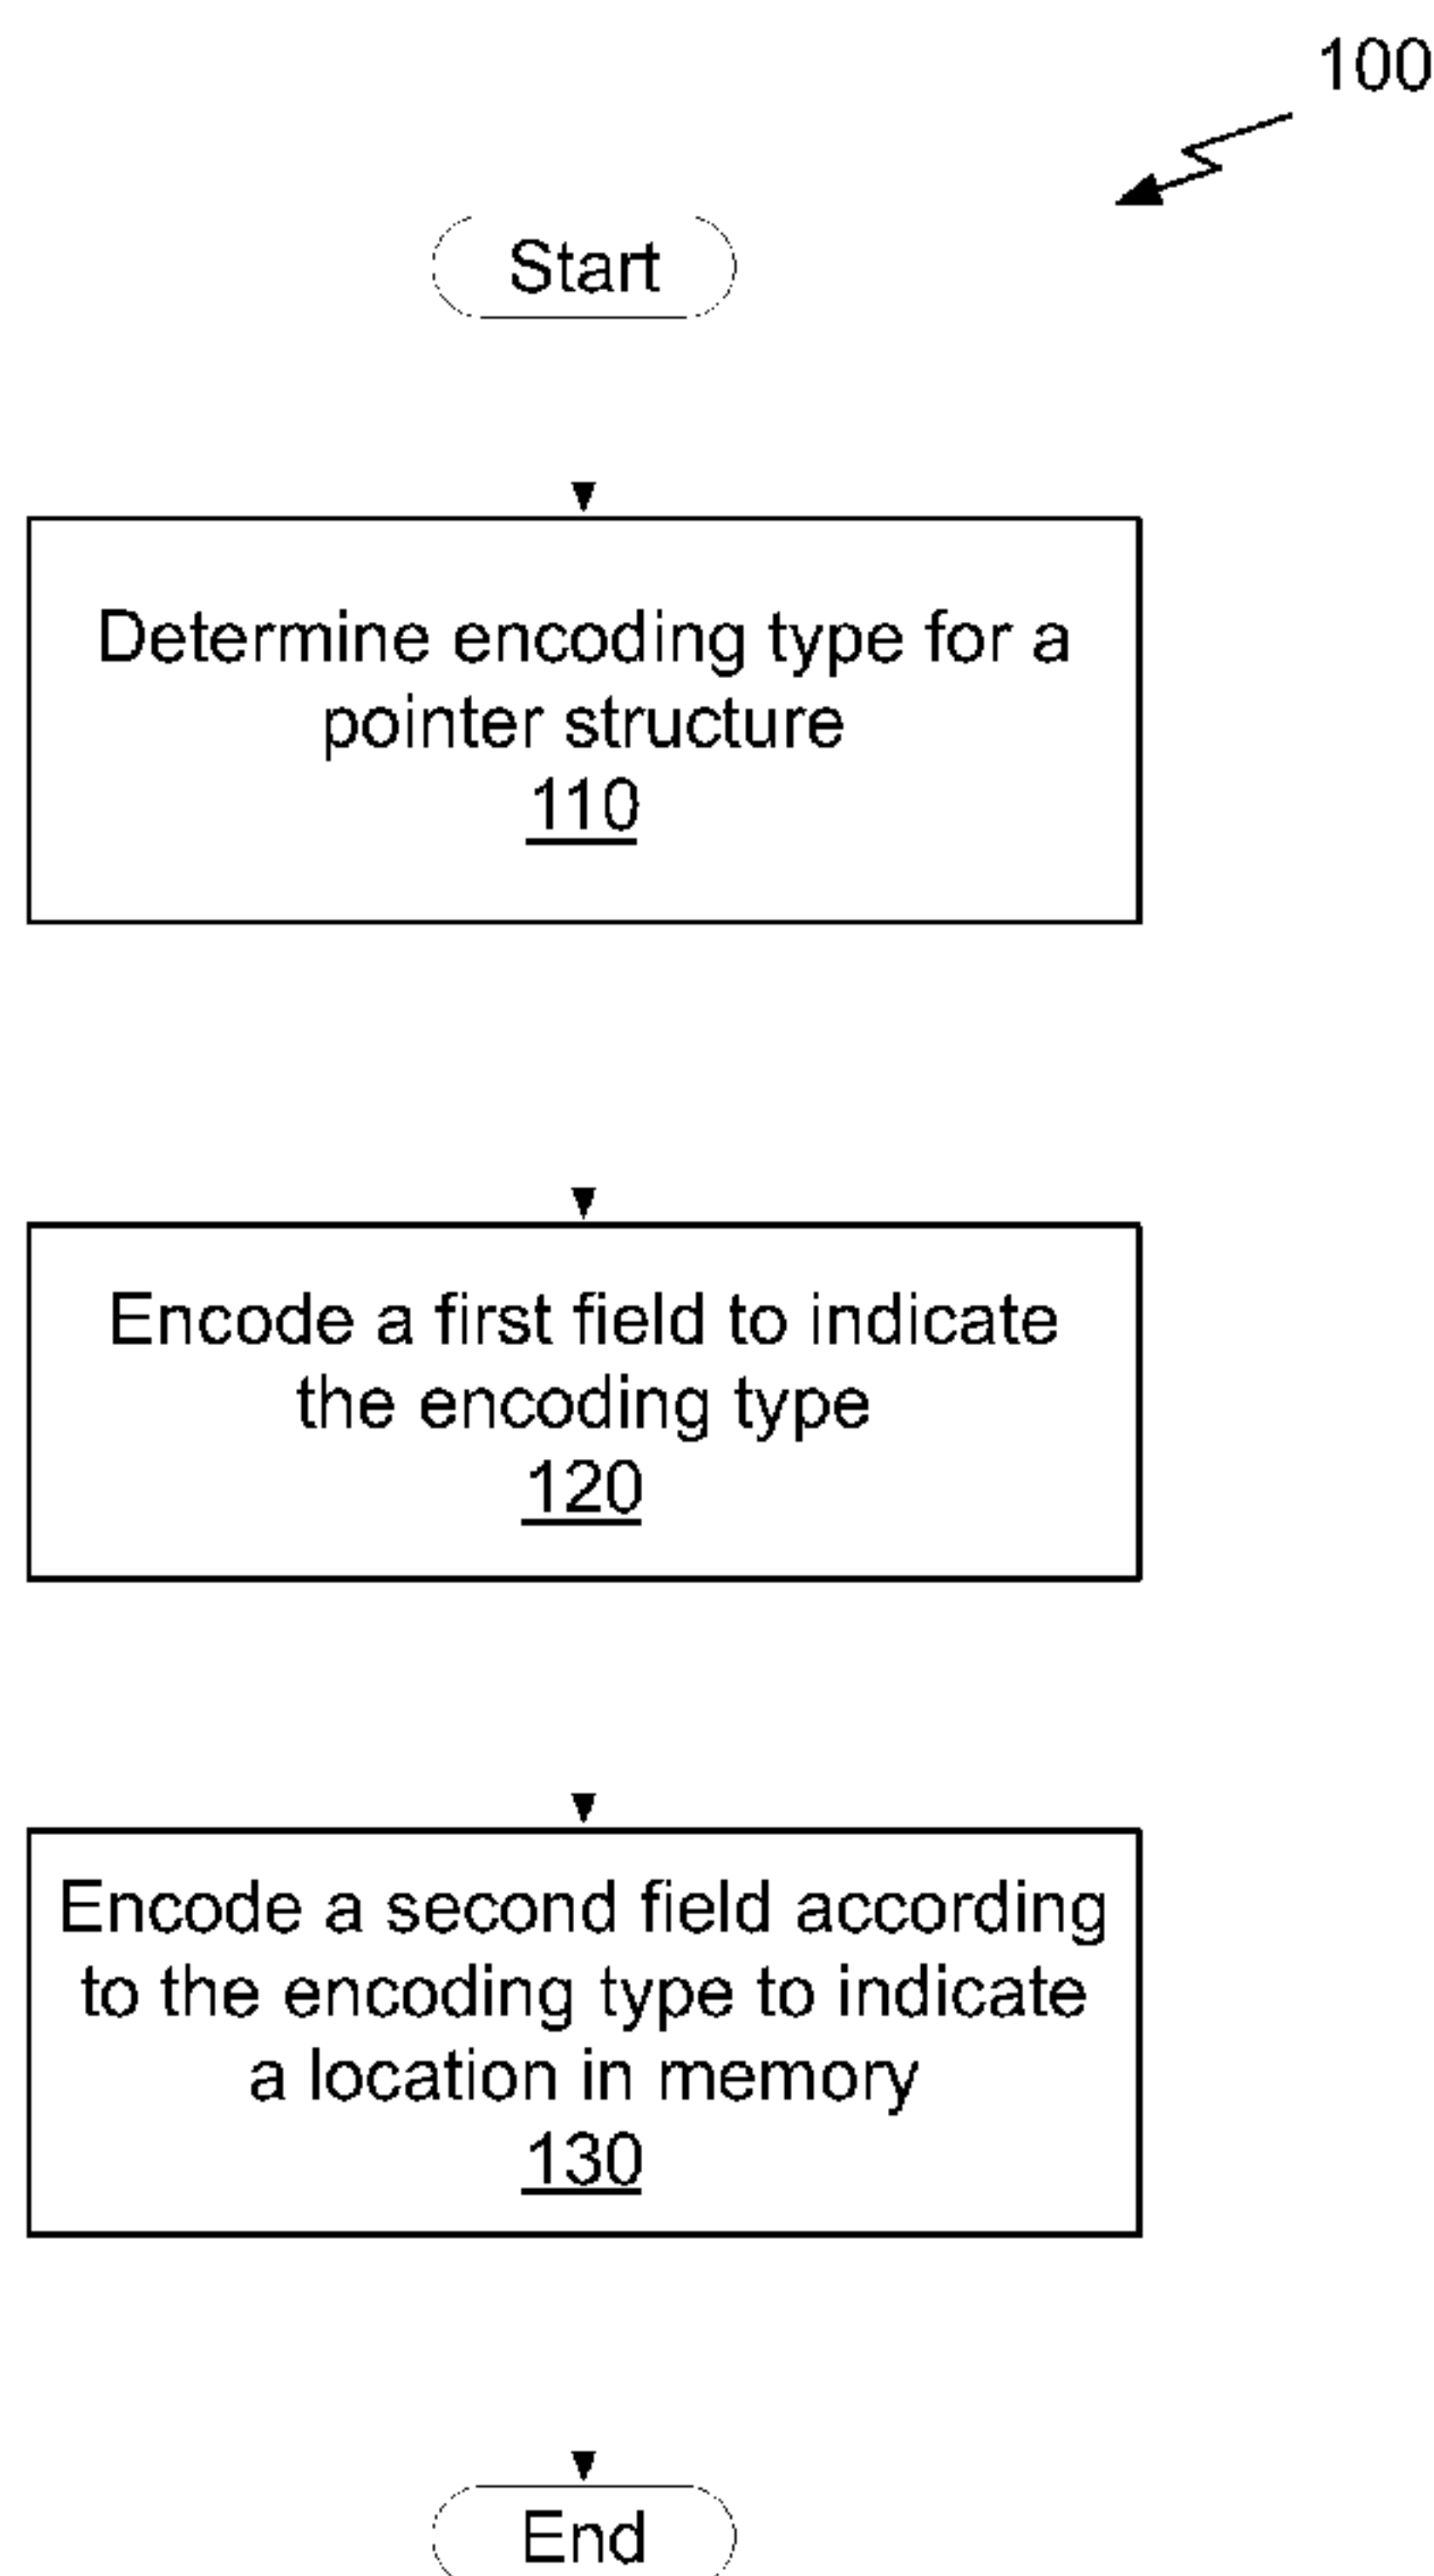 100
Start
Determine encoding type for a
pointer structure
110
Encode a first field to indicate
the encoding type
120
Encode a second field according
to the encoding type to indicate
a location in memory
130
End